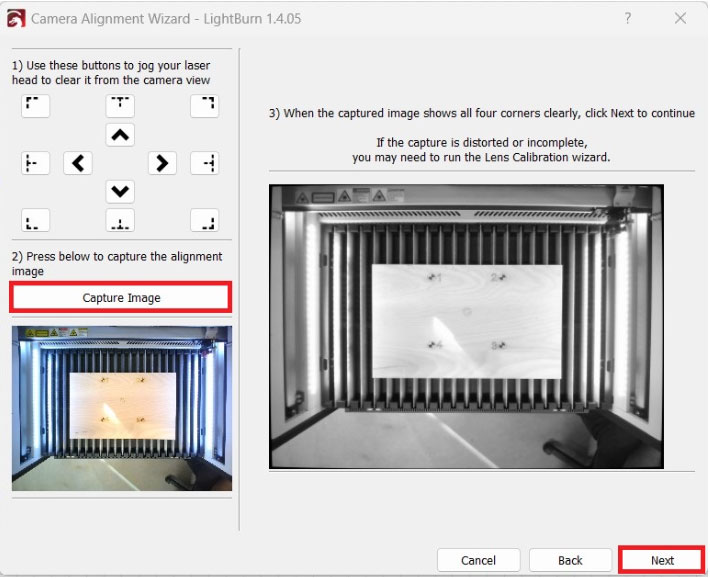 Camera Alignment Wizard - LightBurn 1.4.05
1) Use these buttons to jog your laser
head to clear it from the camera view
2) Press below to capture the alignment
image
Capture Image
3) When the captured image shows all four corners clearly, click Next to continue
If the capture is distorted or incomplete,
you may need to run the Lens Calibration wizard.
1 2
4 3
Cancel Back Next